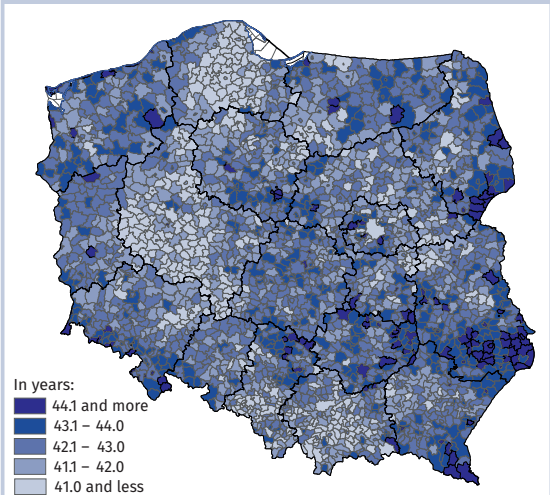 In years:
44.1 and more
43.1 – 44.0
42.1 – 43.0
41.1 – 42.0
41.0 and less